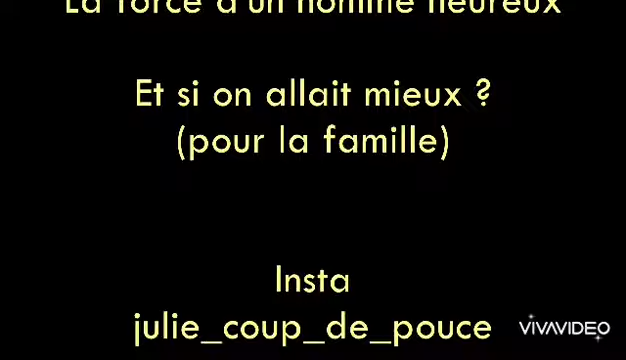 La force d'un homme heureux
Et si on allait mieux ?
(pour la famille)
Insta
julie_coup_de_pouce
VIVAVIDEO